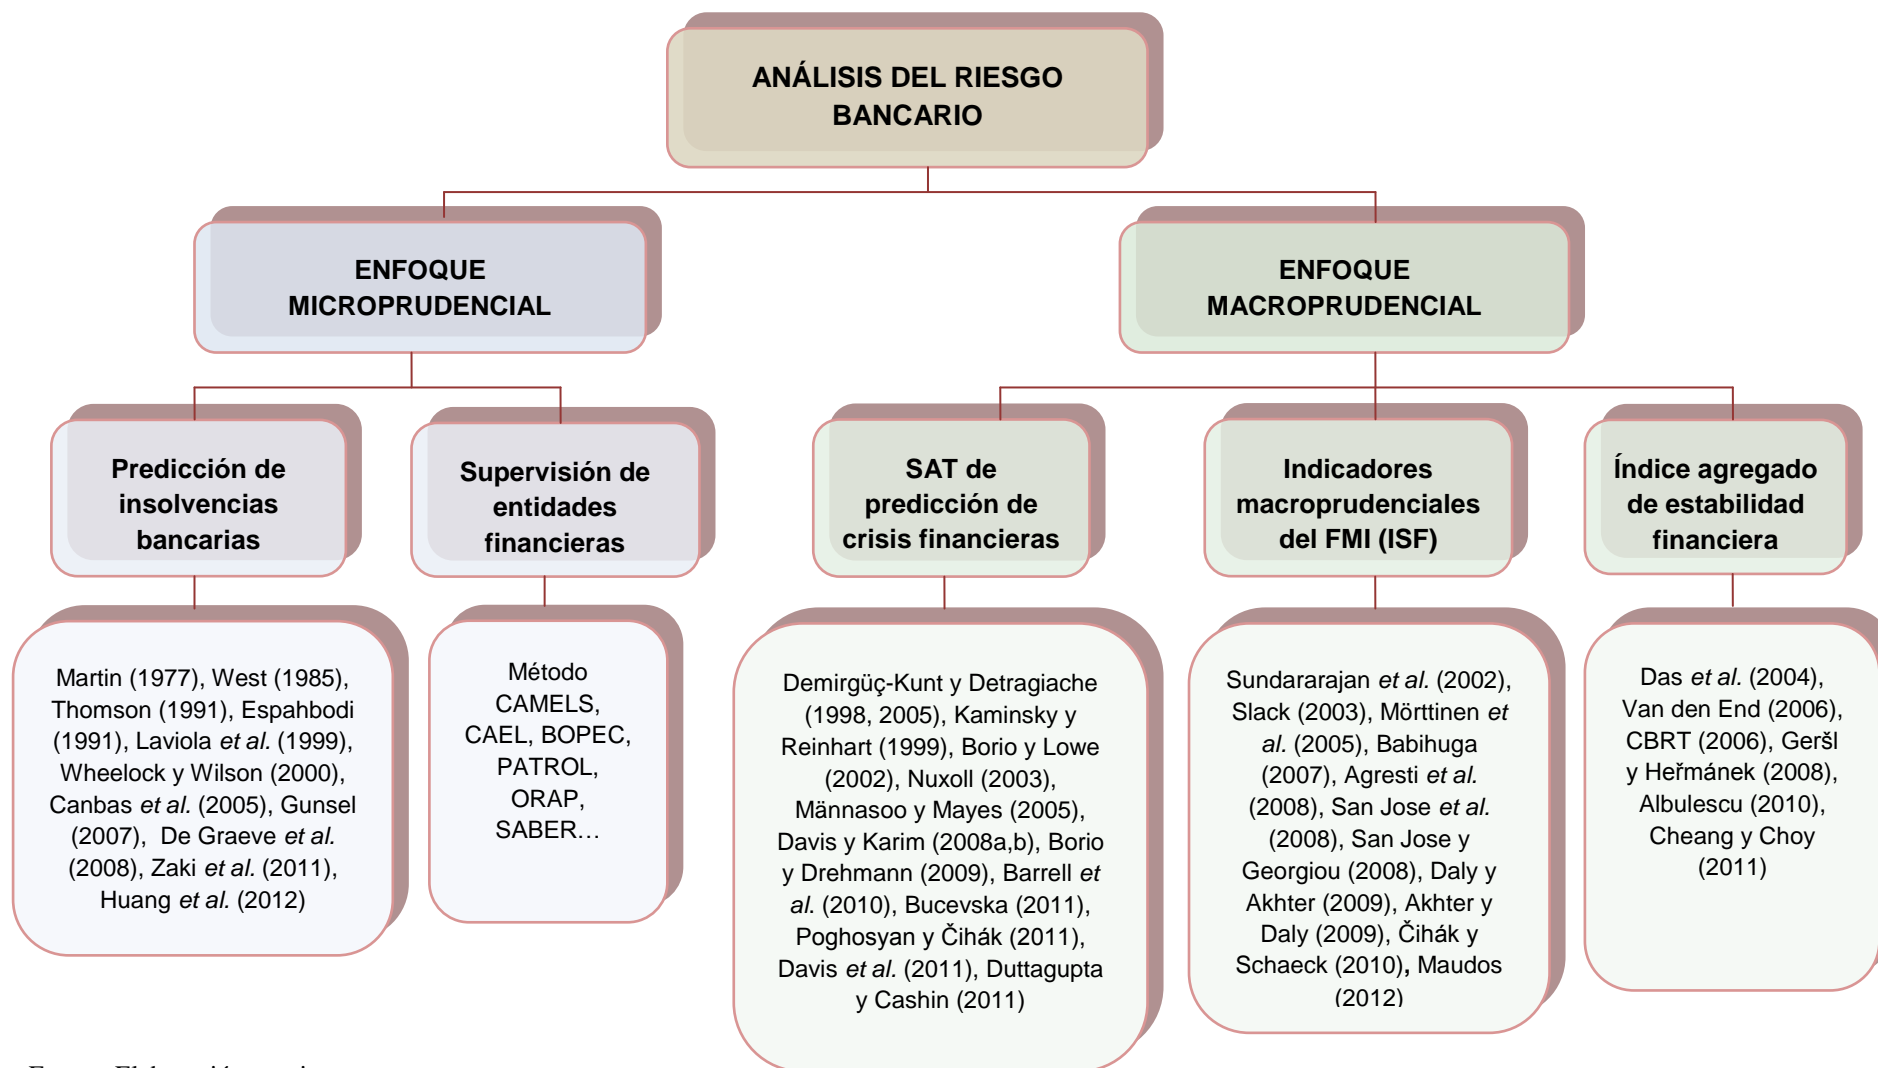 ANÁLISIS DEL RIESGO
BANCARIO
ENFOQUE
MICROPRUDENCIAL
ENFOQUE
MACROPRUDENCIAL
Predicción de
insolvencias
bancarias
Supervisión de
entidades
financieras
SAT de
predicción de
crisis financieras
Indicadores
macroprudenciales
del FMI (ISF)
Índice agregado
de estabilidad
financiera
Martin (1977), West (1985),
Thomson (1991), Espahbodi
(1991), Laviola et al. (1999),
Wheelock y Wilson (2000),
Canbas et al. (2005), Gunsel
(2007), De Graeve et al.
(2008), Zaki et al. (2011),
Huang et al. (2012)
Método
CAMELS,
CAEL, BOPEC,
PATROL,
ORAP,
SABER…
Demirgüç-Kunt y Detragiache
(1998, 2005), Kaminsky y
Reinhart (1999), Borio y Lowe
(2002), Nuxoll (2003),
Männasoo y Mayes (2005),
Davis y Karim (2008a,b), Borio
y Drehmann (2009), Barrell et
al. (2010), Bucevska (2011),
Poghosyan y Čihák (2011),
Davis et al. (2011), Duttagupta
y Cashin (2011)
Sundararajan et al. (2002),
Slack (2003), Mörttinen et
al. (2005), Babihuga
(2007), Agresti et al.
(2008), San Jose et al.
(2008), San Jose y
Georgiou (2008), Daly y
Akhter (2009), Akhter y
Daly (2009), Čihák y
Schaeck (2010), Maudos
(2012)
Das et al. (2004),
Van den End (2006),
CBRT (2006), Geršl
y Heřmánek (2008),
Albulescu (2010),
Cheang y Choy
(2011)